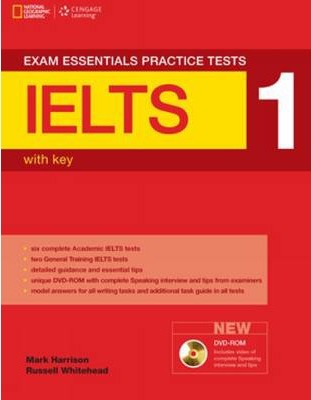 NATIONAL
GEOGRAPHIC
LEARNING
CENGAGE
Learning™
EXAM ESSENTIALS PRACTICE TESTS
IELTS 1
with key
• six complete Academic IELTS tests
• two General Training IELTS tests
• detailed guidance and essential tips
• unique DVD-ROM with complete Speaking interview and tips from examiners
• model answers for all writing tasks and additional task guide in all tests
NEW
DVD-ROM
Includes video of
complete Speaking
interview and tips
Mark Harrison
Russell Whitehead